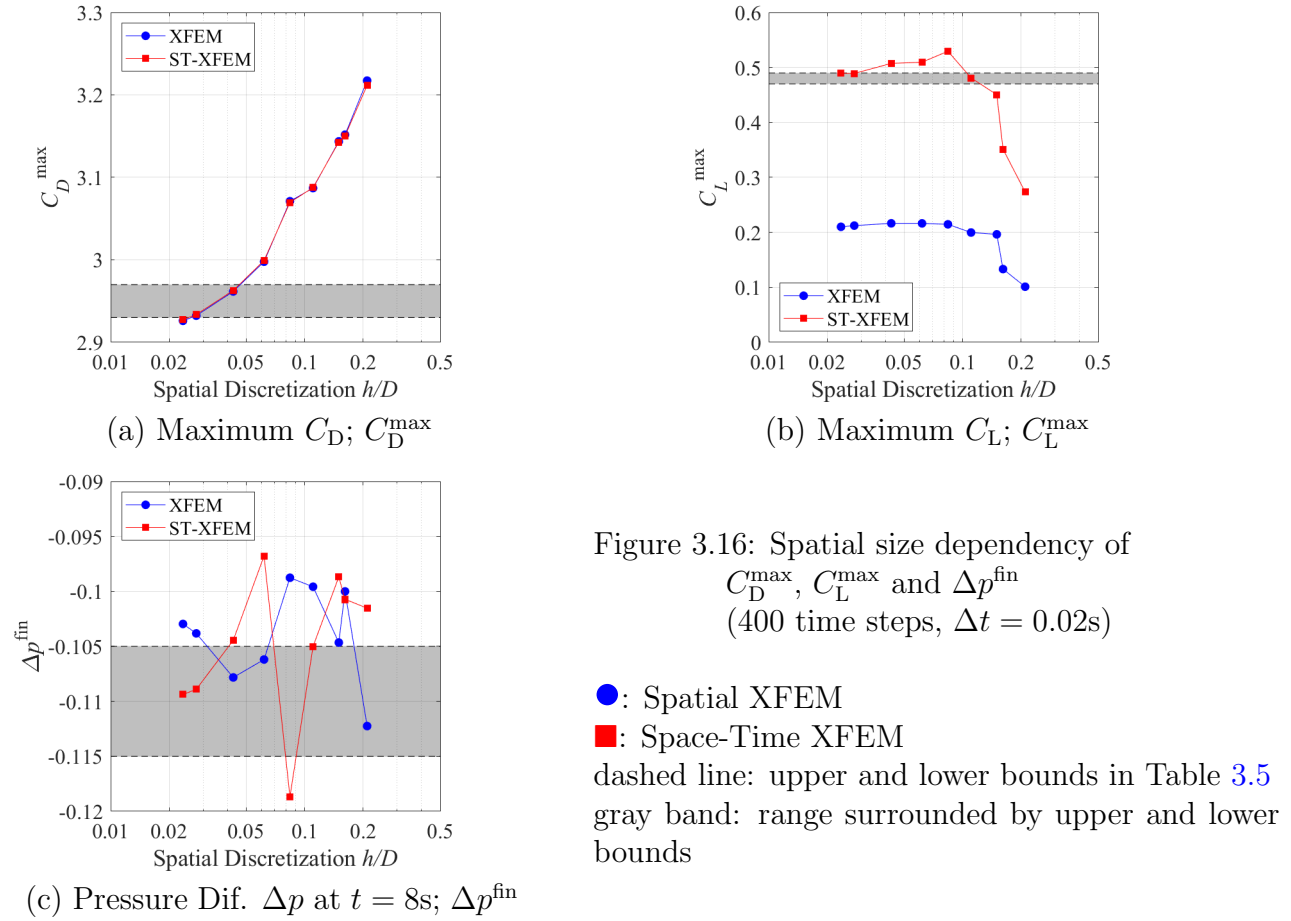 XFEM
ST-XFEM
3.2
3.1
3
2.9
C_D^max
0.01 0.02 0.05 0.1 0.2 0.5
Spatial Discretization h/D
(a) Maximum C_D; C_D^max
0.6
0.5
0.4
0.3
0.2
0.1
0
C_L^max
XFEM
ST-XFEM
0.01 0.02 0.05 0.1 0.2 0.5
Spatial Discretization h/D
(b) Maximum C_L; C_L^max
-0.09
-0.095
-0.1
-0.105
-0.11
-0.115
-0.12
Δp^fin
XFEM
ST-XFEM
0.01 0.02 0.05 0.1 0.2 0.5
Spatial Discretization h/D
(c) Pressure Dif. Δp at t = 8s; Δp^fin
Figure 3.16: Spatial size dependency of
C_D^max, C_L^max and Δp^fin
(400 time steps, Δt = 0.02s)
●: Spatial XFEM
■: Space-Time XFEM
dashed line: upper and lower bounds in Table 3.5
gray band: range surrounded by upper and lower
bounds